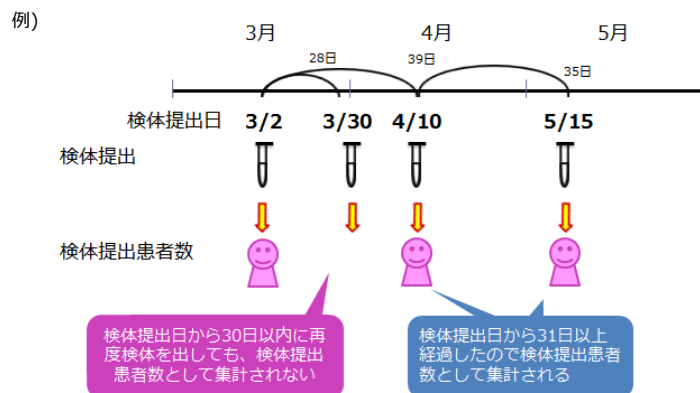 例)
3月 4月 5月
28日 39日 35日
検体提出日 3/2 3/30 4/10 5/15
検体提出
検体提出患者数
検体提出日から30日以内に再
度検体を出しても、検体提出
患者数として集計されない
検体提出日から31日以上
経過したので検体提出患者
数として集計される